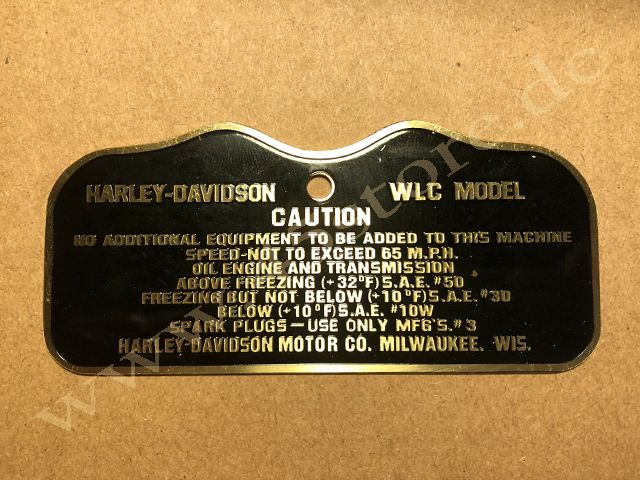 HARLEY-DAVIDSON WLC MODEL
CAUTION
NO ADDITIONAL EQUIPMENT TO BE ADDED TO THIS MACHINE
SPEED-NOT TO EXCEED 65 M.P.H.
OIL ENGINE AND TRANSMISSION
ABOVE FREEZING (+32°F) S.A.E. #50
FREEZING BUT NOT BELOW (+10°F) S.A.E. #30
BELOW (+10°F) S.A.E. #10W
SPARK PLUGS — USE ONLY MFG'S. # 3
HARLEY-DAVIDSON MOTOR CO. MILWAUKEE, WIS.